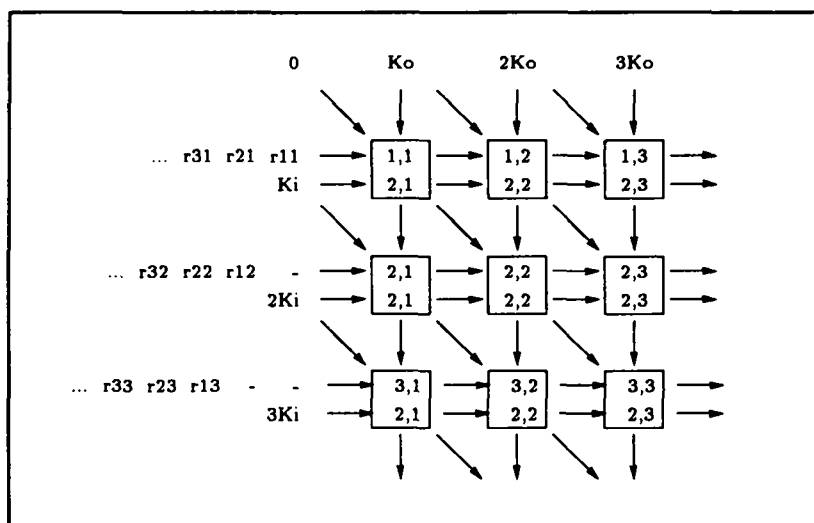 0 Ko 2Ko 3Ko
... r31 r21 r11 1,1 1,2 1,3
Ki 2,1 2,2 2,3
... r32 r22 r12 - 2,1 2,2 2,3
2Ki 2,1 2,2 2,3
... r33 r23 r13 - - 3,1 3,2 3,3
3Ki 2,1 2,2 2,3